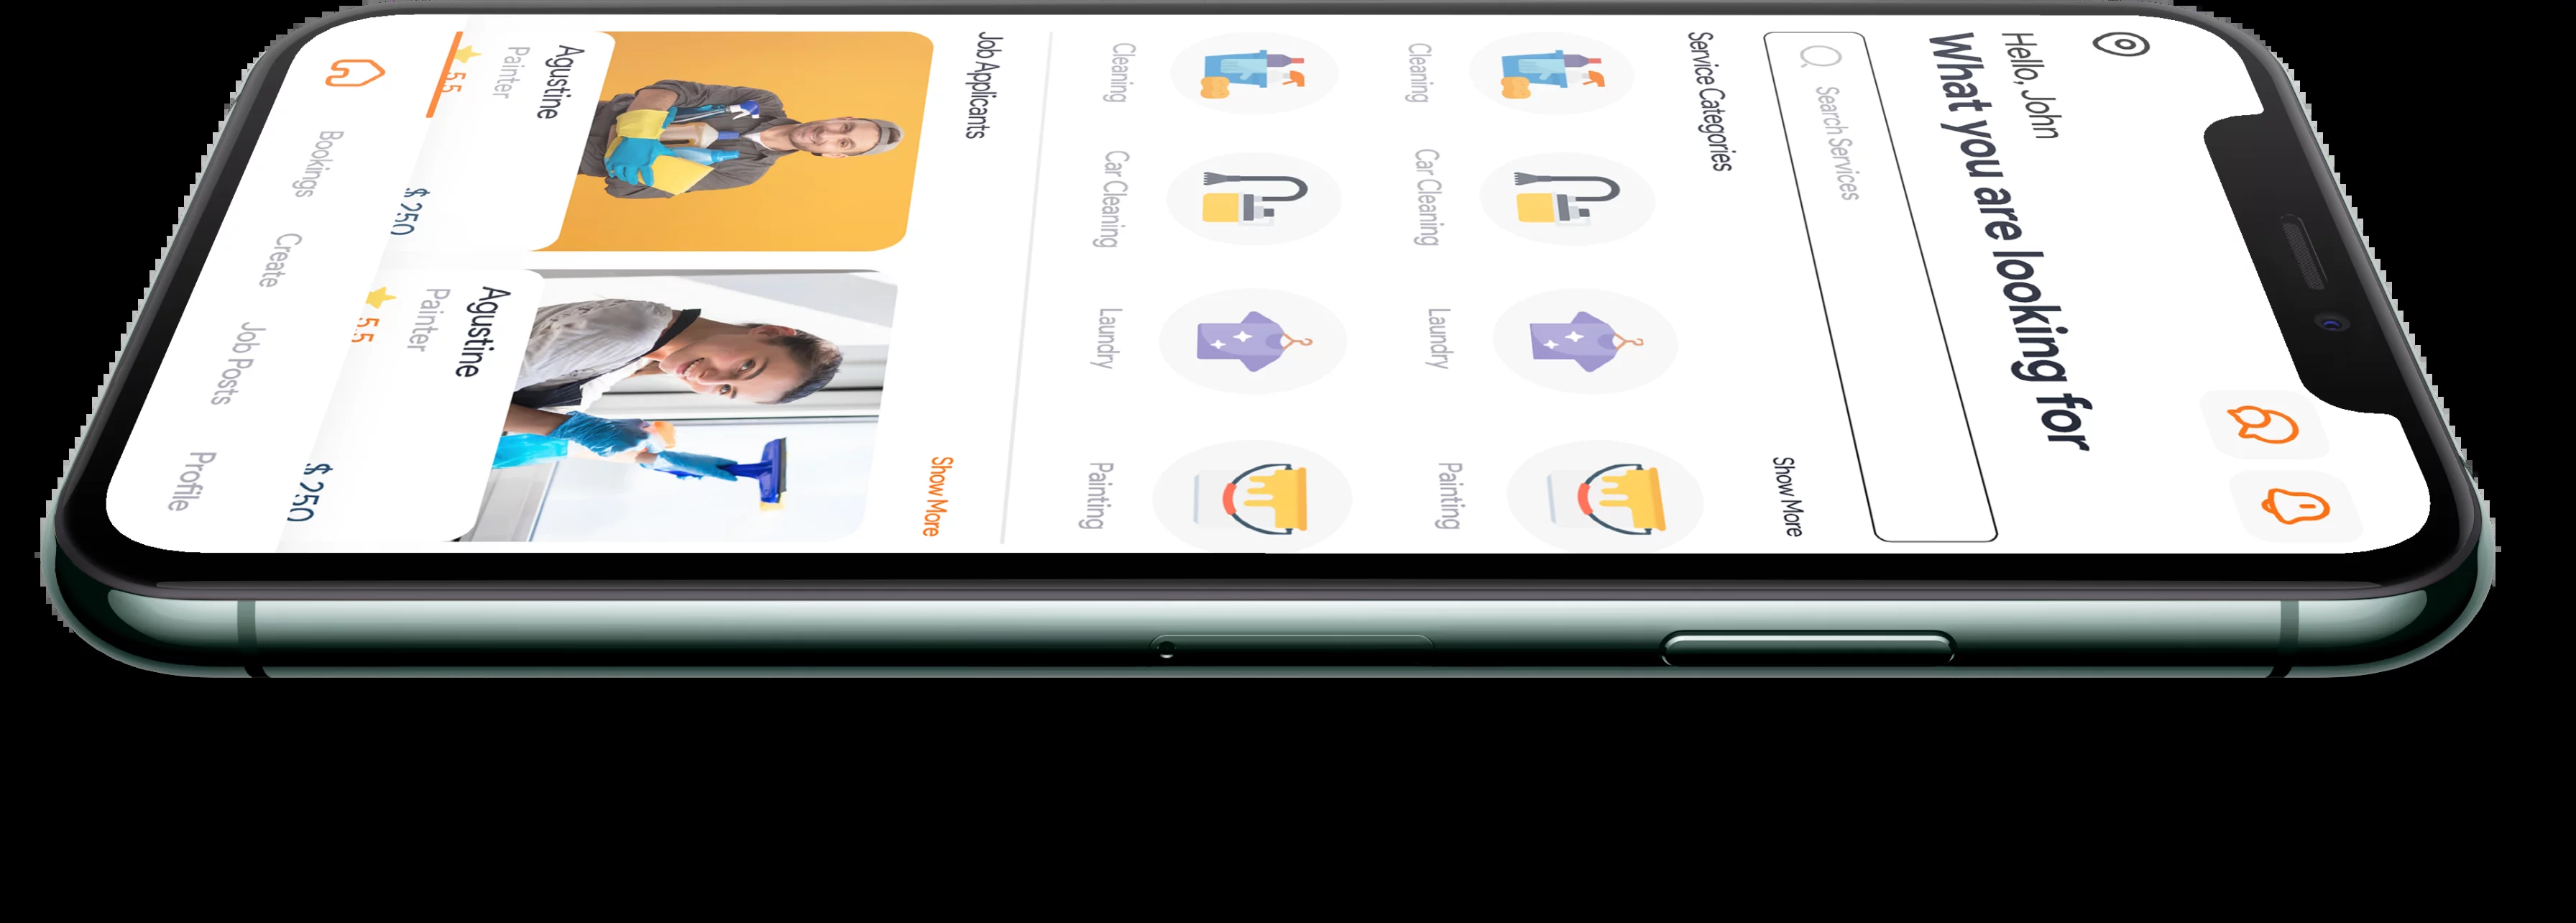 Hello, John
What you are looking for
Search Services
Service Categories
Show More
Cleaning
Car Cleaning
Laundry
Painting
Cleaning
Car Cleaning
Laundry
Painting
Job Applicants
Show More
Agustine
Painter
5.5
$ 250
Agustine
Painter
5.5
$ 250
Bookings
Create
Job Posts
Profile